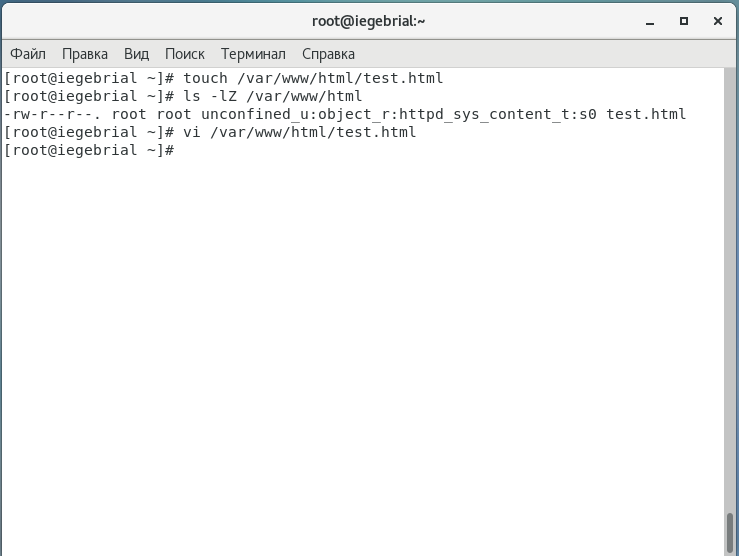 root@iegebrial:~
Файл Правка Вид Поиск Терминал Справка
[root@iegebrial ~]# touch /var/www/html/test.html
[root@iegebrial ~]# ls -lZ /var/www/html
-rw-r--r--. root root unconfined_u:object_r:httpd_sys_content_t:s0 test.html
[root@iegebrial ~]# vi /var/www/html/test.html
[root@iegebrial ~]#